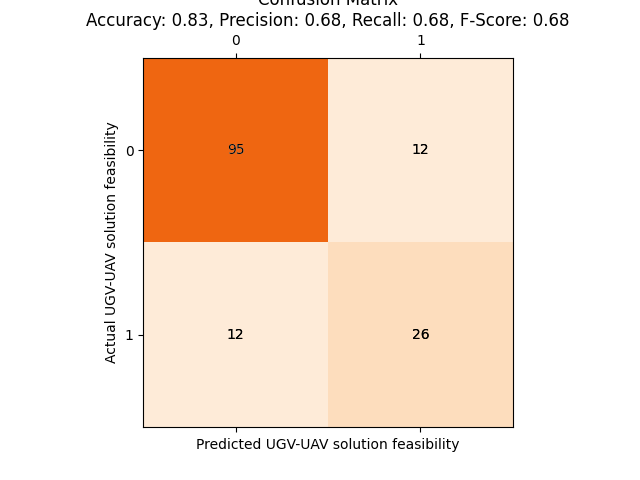 Confusion Matrix
Accuracy: 0.83, Precision: 0.68, Recall: 0.68, F-Score: 0.68
0 1
Actual UGV-UAV solution feasibility
0 95 12
1 12 26
Predicted UGV-UAV solution feasibility